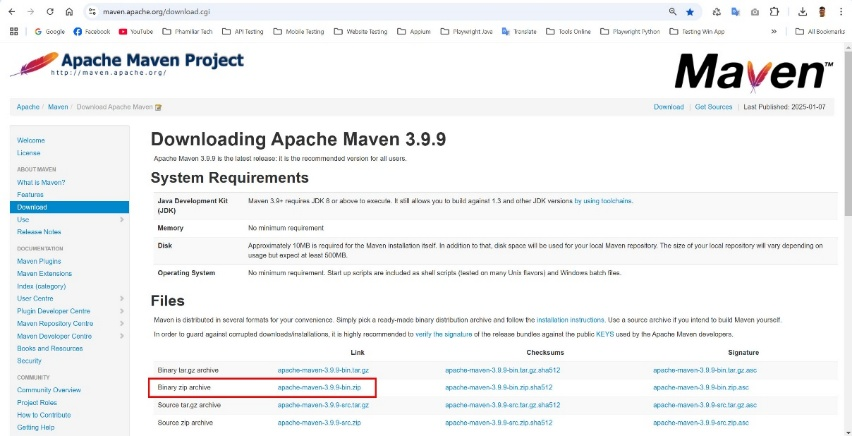 maven.apache.org/download.cgi
Google
Facebook
YouTube
Phamiliar Tech
API Testing
Mobile Testing
Website Testing
Appium
Playwright Java
Translate
Tools Online
Playwright Python
Testing Win App
»
All Bookmarks
Apache Maven Project
http://maven.apache.org/
Maven™
Apache / Maven / Download Apache Maven
Download | Get Sources | Last Published: 2025-01-07
Welcome
License
ABOUT MAVEN
What is Maven?
Features
Download
Use
Release Notes
DOCUMENTATION
Maven Plugins
Maven Extensions
Index (category)
User Centre
Plugin Developer Centre
Maven Repository Centre
Maven Developer Centre
Books and Resources
Security
COMMUNITY
Community Overview
Project Roles
How to Contribute
Getting Help
Downloading Apache Maven 3.9.9
Apache Maven 3.9.9 is the latest release: it is the recommended version for all users.
System Requirements
Java Development Kit (JDK)
Maven 3.9+ requires JDK 8 or above to execute. It still allows you to build against 1.3 and other JDK versions by using toolchains.
Memory
No minimum requirement
Disk
Approximately 10MB is required for the Maven installation itself. In addition to that, disk space will be used for your local Maven repository. The size of your local repository will vary depending on
usage but expect at least 500MB.
Operating System
No minimum requirement. Start up scripts are included as shell scripts (tested on many Unix flavors) and Windows batch files.
Files
Maven is distributed in several formats for your convenience. Simply pick a ready-made binary distribution archive and follow the installation instructions. Use a source archive if you intend to build Maven yourself.
In order to guard against corrupted downloads/installations, it is highly recommended to verify the signature of the release bundles against the public KEYS used by the Apache Maven developers.
Link Checksums Signature
Binary tar.gz archive apache-maven-3.9.9-bin.tar.gz apache-maven-3.9.9-bin.tar.gz.sha512 apache-maven-3.9.9-bin.tar.gz.asc
Binary zip archive apache-maven-3.9.9-bin.zip apache-maven-3.9.9-bin.zip.sha512 apache-maven-3.9.9-bin.zip.asc
Source tar.gz archive apache-maven-3.9.9-src.tar.gz apache-maven-3.9.9-src.tar.gz.sha512 apache-maven-3.9.9-src.tar.gz.asc
Source zip archive apache-maven-3.9.9-src.zip apache-maven-3.9.9-src.zip.sha512 apache-maven-3.9.9-src.zip.asc